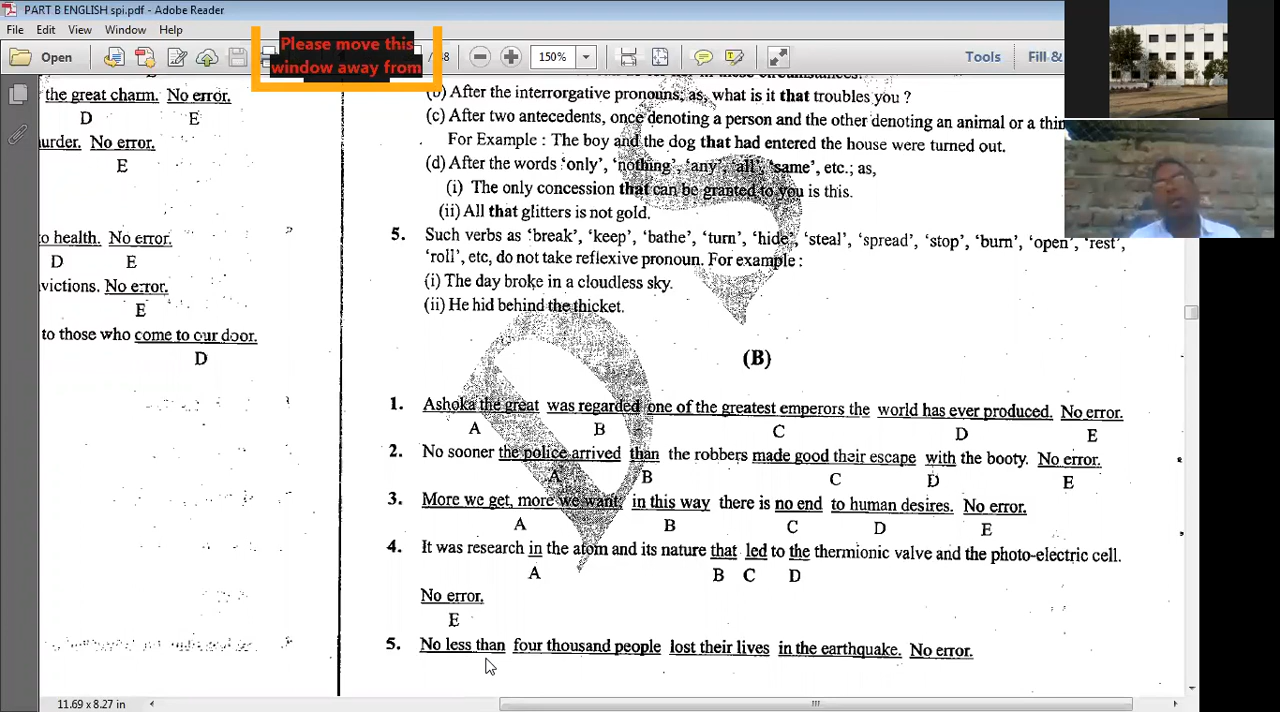 PART B ENGLISH.spi.pdf - Adobe Reader
File Edit View Window Help
Open
Please move this
window away from
/ 38
150%
Tools
Fill &
the great charm. No error.
D E
urder. No error.
E
o health. No error.
D E
victions. No error.
E
to those who come to our door.
D
in these circumstances.
(b) After the interrorgative pronouns; as, what is it that troubles you ?
(c) After two antecedents, once denoting a person and the other denoting an animal or a thin
For Example : The boy and the dog that had entered the house were turned out.
(d) After the words 'only', 'nothing', 'any', 'all', 'same', etc.; as,
(i) The only concession that can be granted to you is this.
(ii) All that glitters is not gold.
5. Such verbs as 'break', 'keep', 'bathe', 'turn', 'hide', 'steal', 'spread', 'stop', 'burn', 'open', 'rest',
'roll', etc, do not take reflexive pronoun. For example :
(i) The day broke in a cloudless sky.
(ii) He hid behind the thicket.
(B)
1. Ashoka the great was regarded one of the greatest emperors the world has ever produced. No error.
A B C D E
2. No sooner the police arrived than the robbers made good their escape with the booty. No error.
A B C D E
3. More we get, more we want, in this way there is no end to human desires. No error.
A B C D E
4. It was research in the atom and its nature that led to the thermionic valve and the photo-electric cell.
A B C D
No error.
E
5. No less than four thousand people lost their lives in the earthquake. No error.
11.69 x 8.27 in